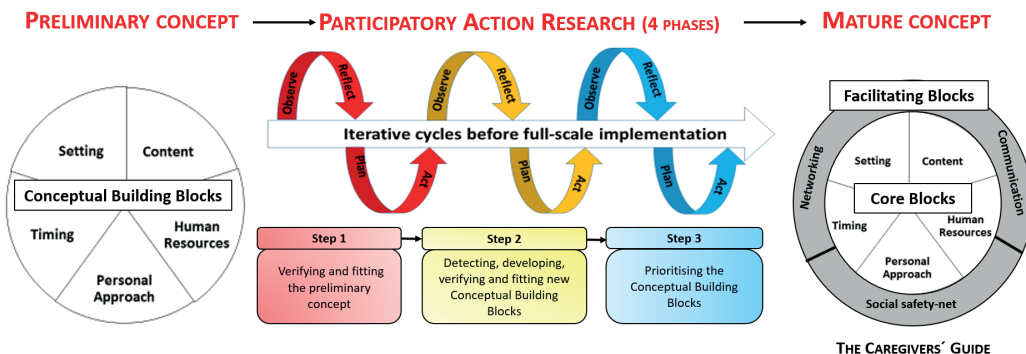 PRELIMINARY CONCEPT
PARTICIPATORY ACTION RESEARCH (4 PHASES)
MATURE CONCEPT
Setting
Content
Conceptual Building Blocks
Timing
Human
Resources
Personal
Approach
Observe
Reflect
Plan
Act
Observe
Reflect
Plan
Act
Observe
Reflect
Plan
Act
Iterative cycles before full-scale implementation
Step 1
Verifying and fitting
the preliminary
concept
Step 2
Detecting, developing,
verifying and fitting new
Conceptual Building
Blocks
Step 3
Prioritising the
Conceptual Building
Blocks
Facilitating Blocks
Networking
Communication
Setting
Content
Core Blocks
Timing
Human
Resources
Personal
Approach
Social safety-net
THE CAREGIVERS´ GUIDE